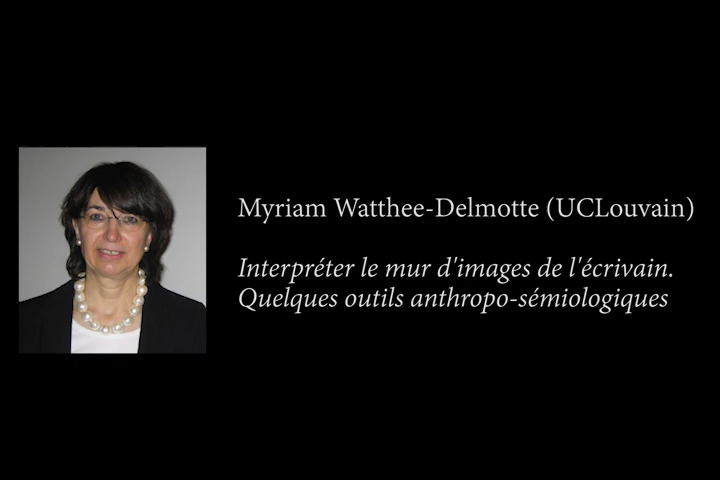 Myriam Watthee-Delmotte (UCLouvain)
Interpréter le mur d'images de l'écrivain.
Quelques outils anthropo-sémiologiques